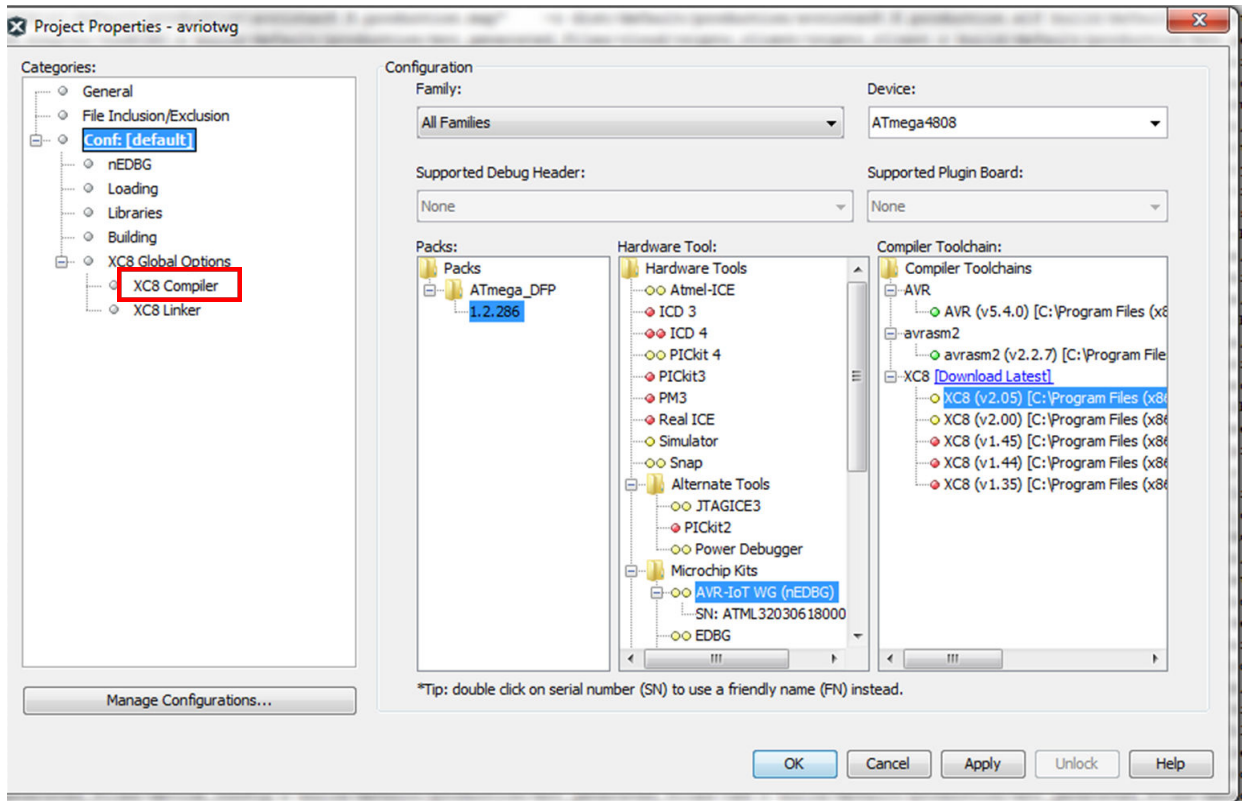 Project Properties - avriotwg
Categories:
General
File Inclusion/Exclusion
Conf: [default]
nEDBG
Loading
Libraries
Building
XC8 Global Options
XC8 Compiler
XC8 Linker
Manage Configurations...
Configuration
Family:
All Families
Device:
ATmega4808
Supported Debug Header:
None
Supported Plugin Board:
None
Packs:
Packs
ATmega_DFP
1.2.286
Hardware Tool:
Hardware Tools
Atmel-ICE
ICD 3
ICD 4
PICkit 4
PICkit3
PM3
Real ICE
Simulator
Snap
Alternate Tools
JTAGICE3
PICkit2
Power Debugger
Microchip Kits
AVR-IoT WG (nEDBG)
SN: ATML32030618000
EDBG
Compiler Toolchain:
Compiler Toolchains
AVR
AVR (v5.4.0) [C:\Program Files (x8
avrasm2
avrasm2 (v2.2.7) [C:\Program File
XC8 [Download Latest]
XC8 (v2.05) [C:\Program Files (x86
XC8 (v2.00) [C:\Program Files (x86
XC8 (v1.45) [C:\Program Files (x86
XC8 (v1.44) [C:\Program Files (x86
XC8 (v1.35) [C:\Program Files (x86
*Tip: double click on serial number (SN) to use a friendly name (FN) instead.
OK
Cancel
Apply
Unlock
Help